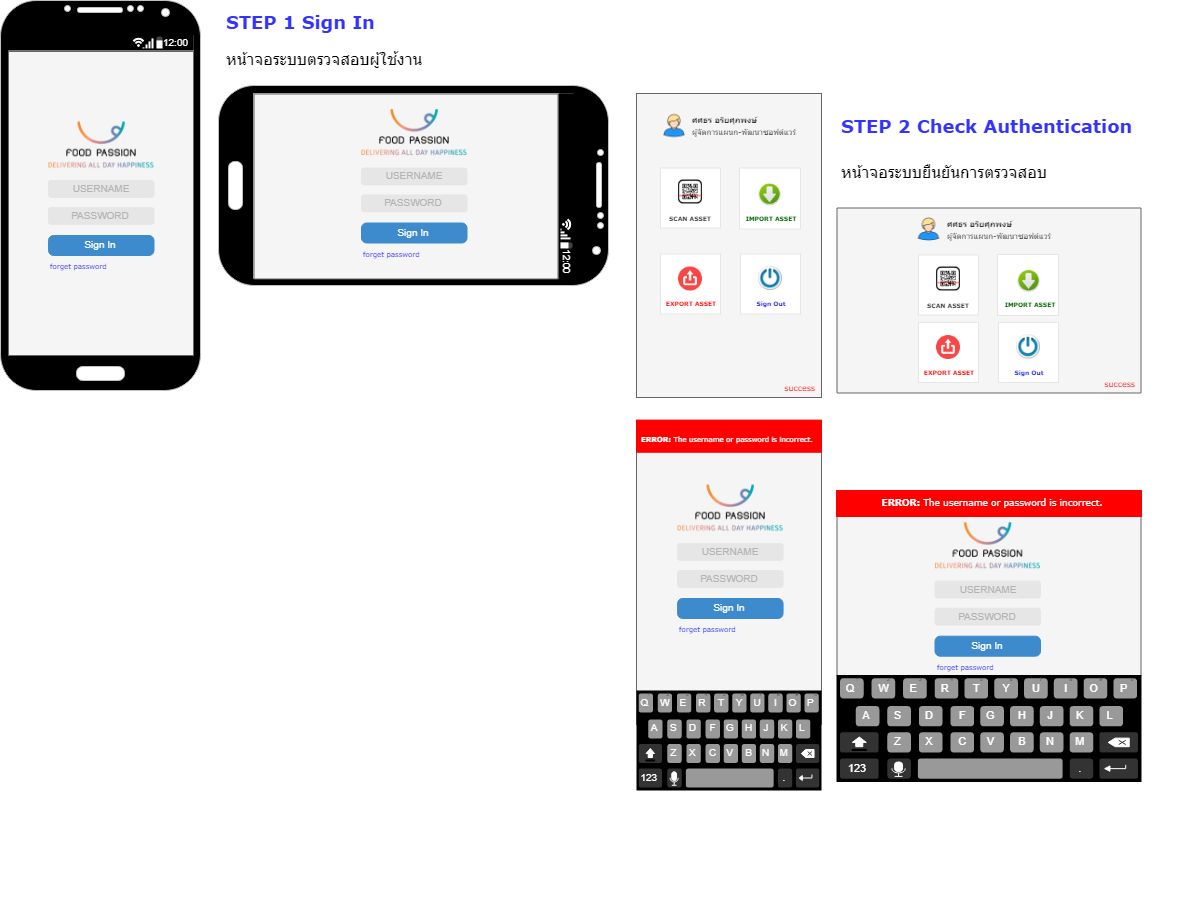 12:00
FOOD PASSION
DELIVERING ALL DAY HAPPINESS
USERNAME
PASSWORD
Sign In
forget password
STEP 1 Sign In
หน้าจอระบบตรวจสอบผู้ใช้งาน
FOOD PASSION
DELIVERING ALL DAY HAPPINESS
USERNAME
PASSWORD
Sign In
forget password
12:00
ศศธร อริยศุภพงษ์
ผู้จัดการแผนก-พัฒนาซอฟต์แวร์
SCAN ASSET
IMPORT ASSET
EXPORT ASSET
Sign Out
success
STEP 2 Check Authentication
หน้าจอระบบยืนยันการตรวจสอบ
ศศธร อริยศุภพงษ์
ผู้จัดการแผนก-พัฒนาซอฟต์แวร์
SCAN ASSET
IMPORT ASSET
EXPORT ASSET
Sign Out
success
ERROR: The username or password is incorrect.
FOOD PASSION
DELIVERING ALL DAY HAPPINESS
USERNAME
PASSWORD
Sign In
forget password
Q W E R T Y U I O P
A S D F G H J K L
Z X C V B N M
123 .
ERROR: The username or password is incorrect.
FOOD PASSION
DELIVERING ALL DAY HAPPINESS
USERNAME
PASSWORD
Sign In
forget password
Q W E R T Y U I O P
A S D F G H J K L
Z X C V B N M
123 .